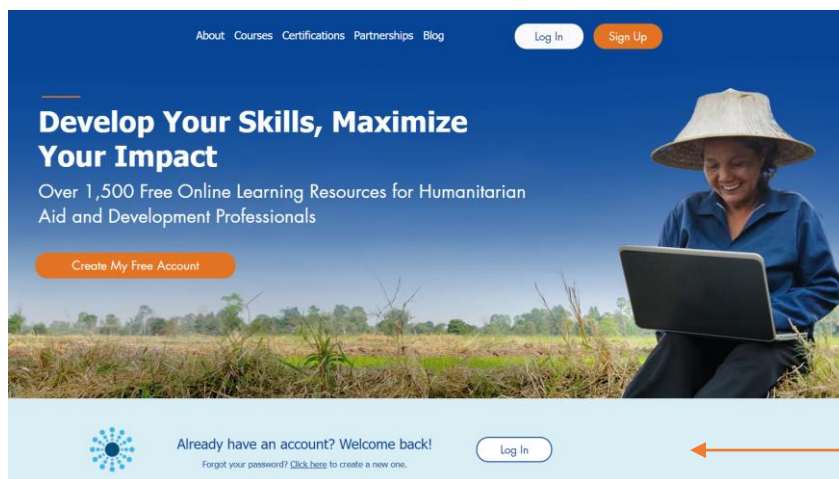 About Courses Certifications Partnerships Blog Log In Sign Up
Develop Your Skills, Maximize
Your Impact
Over 1,500 Free Online Learning Resources for Humanitarian
Aid and Development Professionals
Create My Free Account
Already have an account? Welcome back!
Log In
Forgot your password? Click here to create a new one.